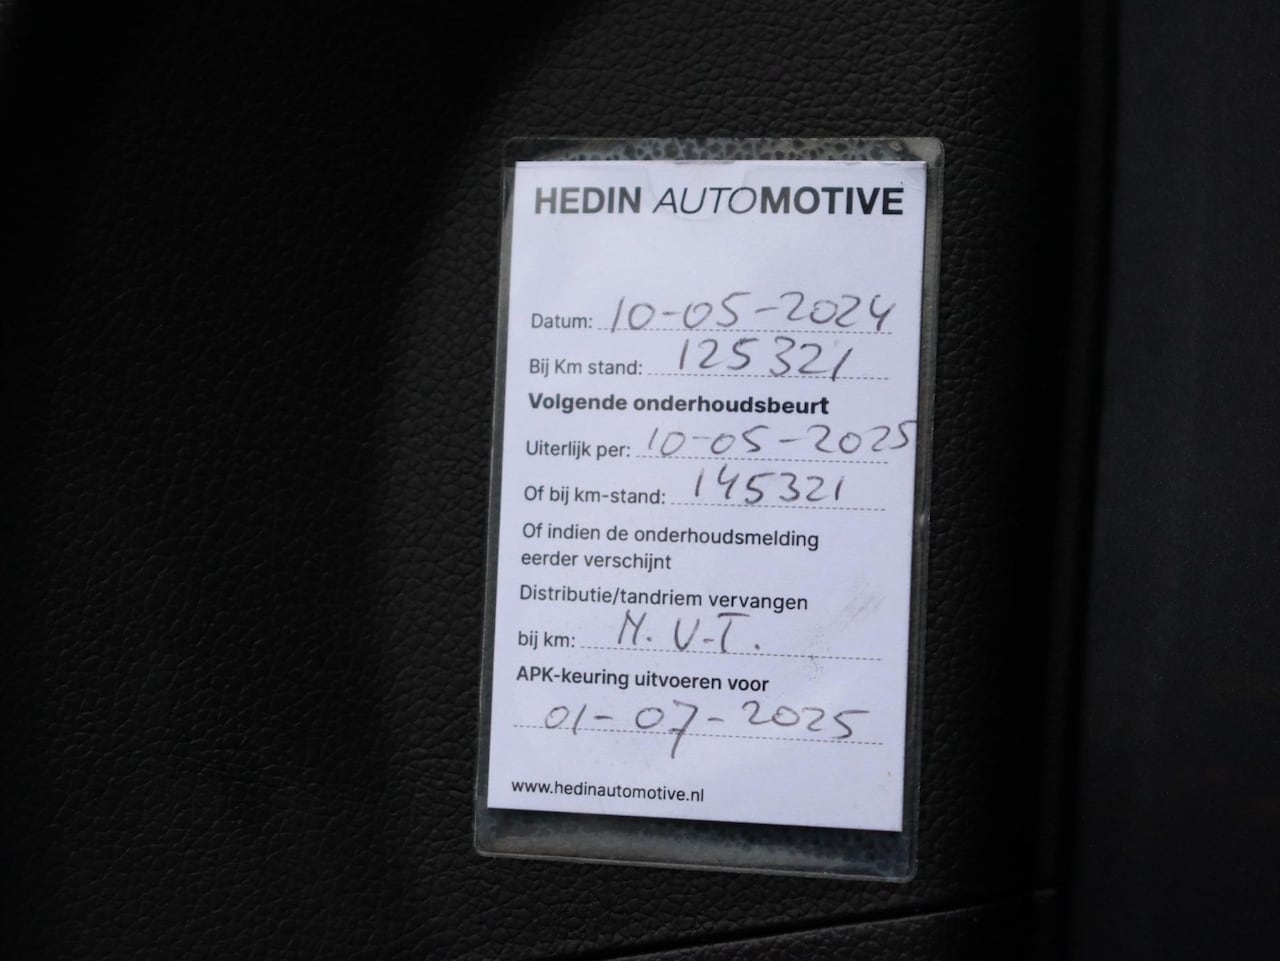 HEDIN AUTOMOTIVE
Datum: 10-05-2024
Bij Km stand: 125321
Volgende onderhoudsbeurt
Uiterlijk per: 10-05-2025
Of bij km-stand: 145321
Of indien de onderhoudsmelding
eerder verschijnt
Distributie/tandriem vervangen
bij km: N.V.T.
APK-keuring uitvoeren voor
01-07-2025
www.hedinautomotive.nl